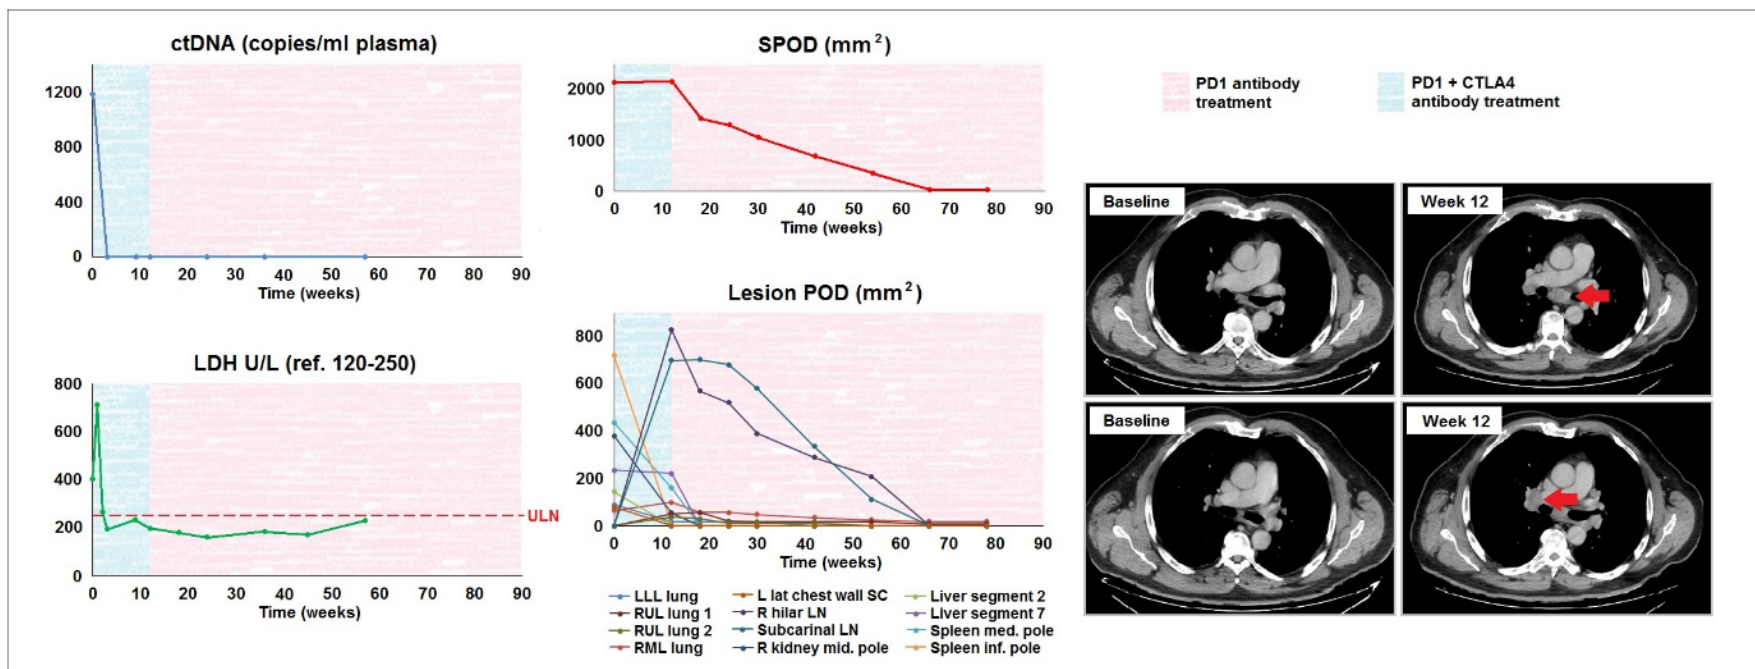 ctDNA (copies/ml plasma)
1200
800
400
0
0 10 20 30 40 50 60 70 80 90
Time (weeks)
LDH U/L (ref. 120-250)
800
600
400
200
0
ULN
0 10 20 30 40 50 60 70 80 90
Time (weeks)
SPOD (mm²)
2000
1000
0
0 10 20 30 40 50 60 70 80 90
Time (weeks)
Lesion POD (mm²)
800
600
400
200
0
0 10 20 30 40 50 60 70 80 90
Time (weeks)
LLL lung
RUL lung 1
RUL lung 2
RML lung
L lat chest wall SC
R hilar LN
Subcarinal LN
R kidney mid. pole
Liver segment 2
Liver segment 7
Spleen med. pole
Spleen inf. pole
PD1 antibody
treatment
PD1 + CTLA4
antibody treatment
Baseline
Week 12
Baseline
Week 12